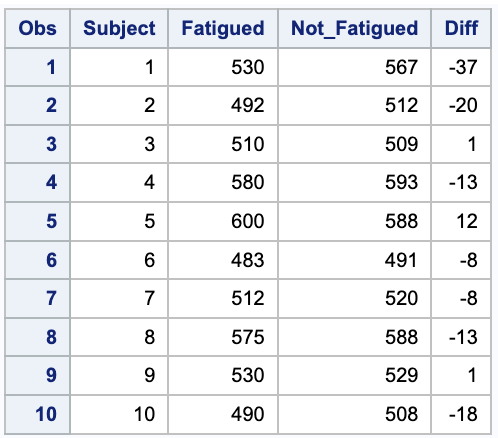 Obs Subject Fatigued Not_Fatigued Diff
1 1 530 567 -37
2 2 492 512 -20
3 3 510 509 1
4 4 580 593 -13
5 5 600 588 12
6 6 483 491 -8
7 7 512 520 -8
8 8 575 588 -13
9 9 530 529 1
10 10 490 508 -18